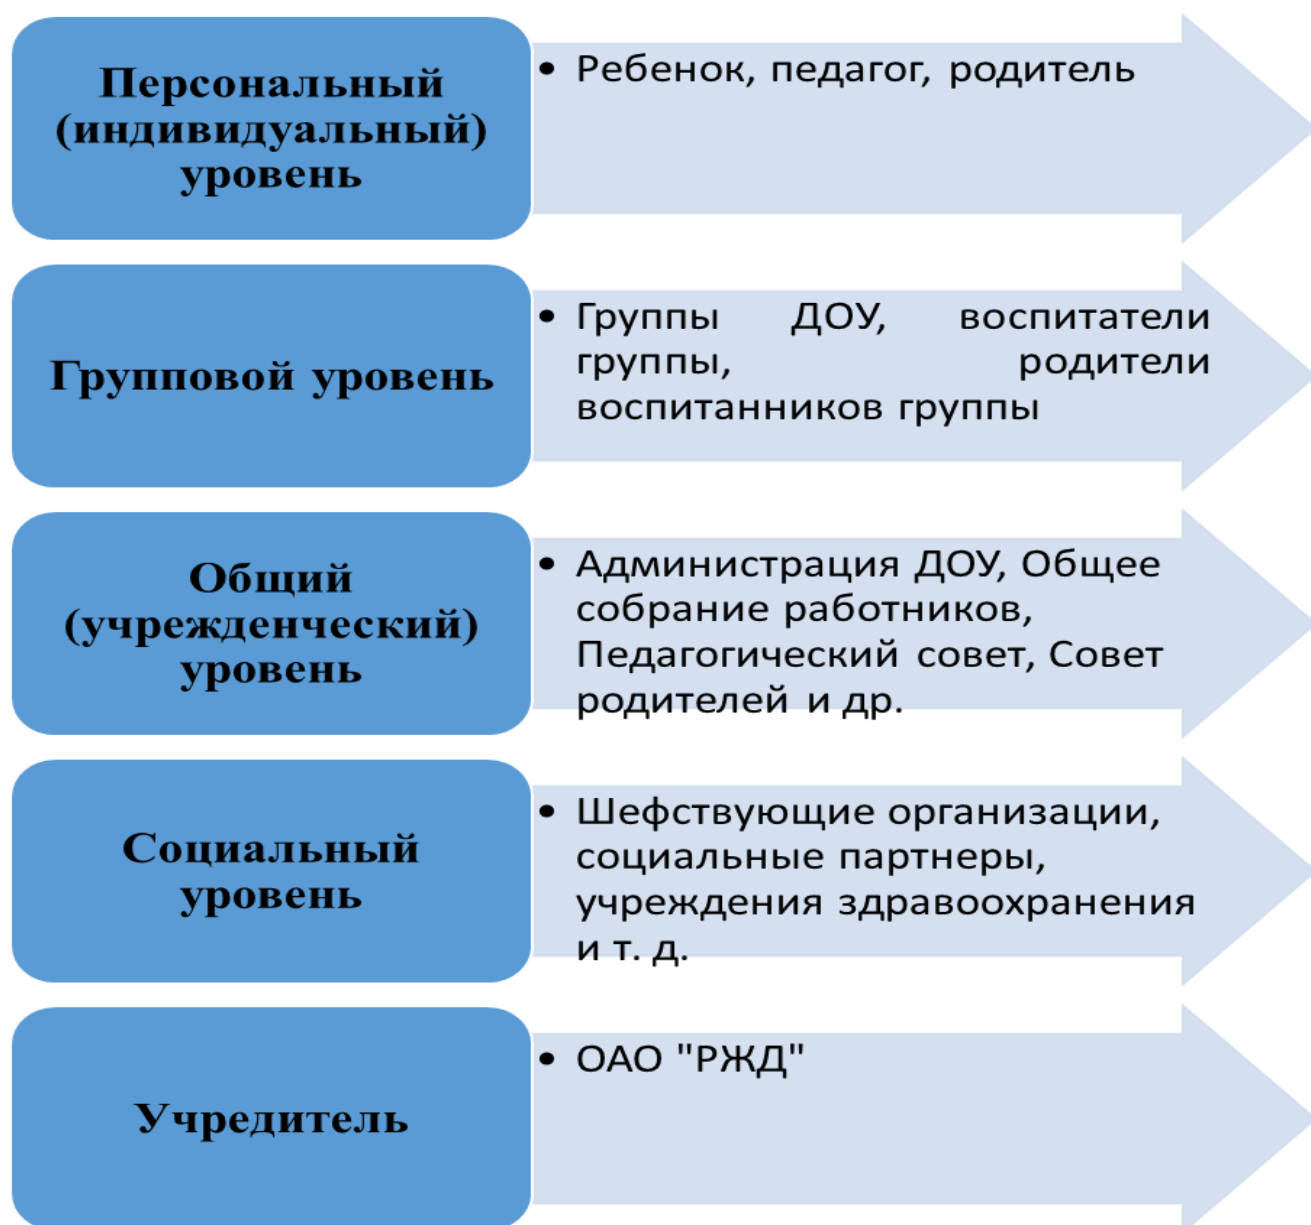 Персональный
(индивидуальный)
уровень
• Ребенок, педагог, родитель
Групповой уровень
• Группы ДОУ, воспитатели
группы, родители
воспитанников группы
Общий
(учрежденческий)
уровень
• Администрация ДОУ, Общее
собрание работников,
Педагогический совет, Совет
родителей и др.
Социальный
уровень
• Шефствующие организации,
социальные партнеры,
учреждения здравоохранения
и т. д.
Учредитель
• ОАО "РЖД"